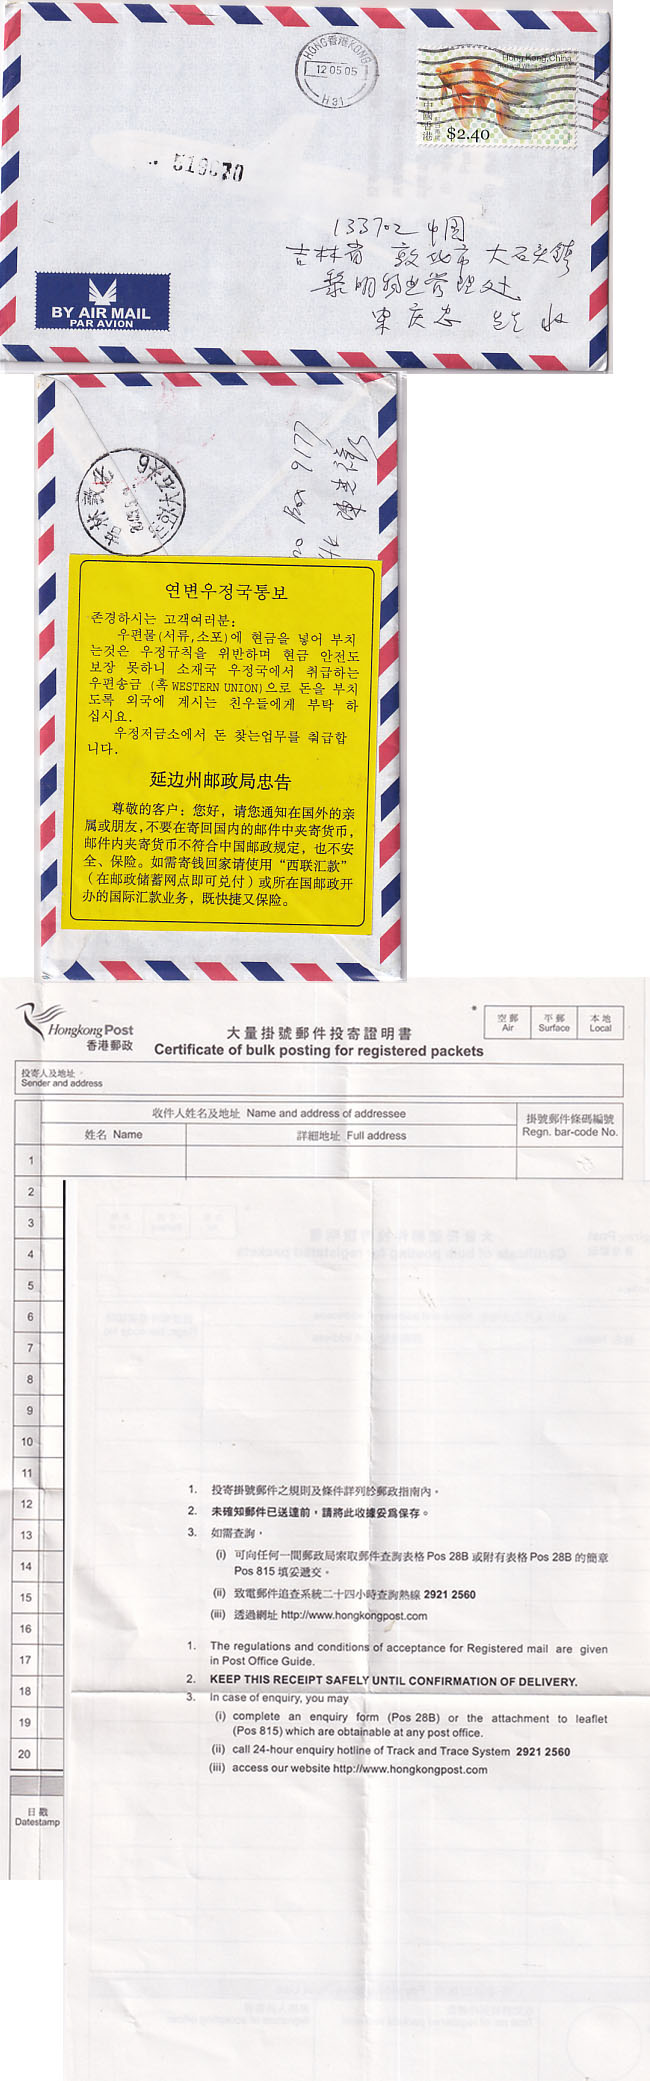 HONG 香港 KONG
12 05 05
H31
Hong Kong, China
中國香港
$2.40
133702 中国
吉林省 敦化市 大石头镇
黎明物业管理处
宋庆忠 先生 收
BY AIR MAIL
PAR AVION
PO Box 9177
연변우정국통보
존경하시는 고객여러분:
우편물(서류,소포)에 현금을 넣어 부치
는것은 우정규칙을 위반하며 현금 안전도
보장 못하니 소재국 우정국에서 취급하는
우편송금 (혹 WESTERN UNION)으로 돈을 부치
도록 외국에 계시는 친우들에게 부탁 하
십시요.
우정저금소에서 돈 찾는업무를 취급합
니다.
延边州邮政局忠告
尊敬的客户：您好，请您通知在国外的亲
属或朋友，不要在寄回国内的邮件中夹寄货币，
邮件内夹寄货币不符合中国邮政规定，也不安
全、保险。如需寄钱回家请使用“西联汇款”
（在邮政储蓄网点即可兑付）或所在国邮政开
办的国际汇款业务，既快捷又保险。
Hongkong Post
香港郵政
大量掛號郵件投寄證明書
Certificate of bulk posting for registered packets
* 空郵 平郵 本地
Air Surface Local
投寄人及地址
Sender and address
收件人姓名及地址 Name and address of addressee
掛號郵件條碼編號
Regn. bar-code No.
姓名 Name 詳細地址 Full address
1
2
3
4
5
6
7
8
9
10
11
12
13
14
15
16
17
18
19
20
日戳
Datestamp
1. 投寄掛號郵件之規則及條件詳列於郵政指南內。
2. 未確知郵件已送達前，請將此收據妥爲保存。
3. 如需查詢，
(i) 可向任何一間郵政局索取郵件查詢表格 Pos 28B 或附有表格 Pos 28B 的簡章
Pos 815 填妥遞交。
(ii) 致電郵件追查系統二十四小時查詢熱線 2921 2560
(iii) 透過網址 http://www.hongkongpost.com
1. The regulations and conditions of acceptance for Registered mail are given
in Post Office Guide.
2. KEEP THIS RECEIPT SAFELY UNTIL CONFIRMATION OF DELIVERY.
3. In case of enquiry, you may
(i) complete an enquiry form (Pos 28B) or the attachment to leaflet
(Pos 815) which are obtainable at any post office.
(ii) call 24-hour enquiry hotline of Track and Trace System 2921 2560
(iii) access our website http://www.hongkongpost.com